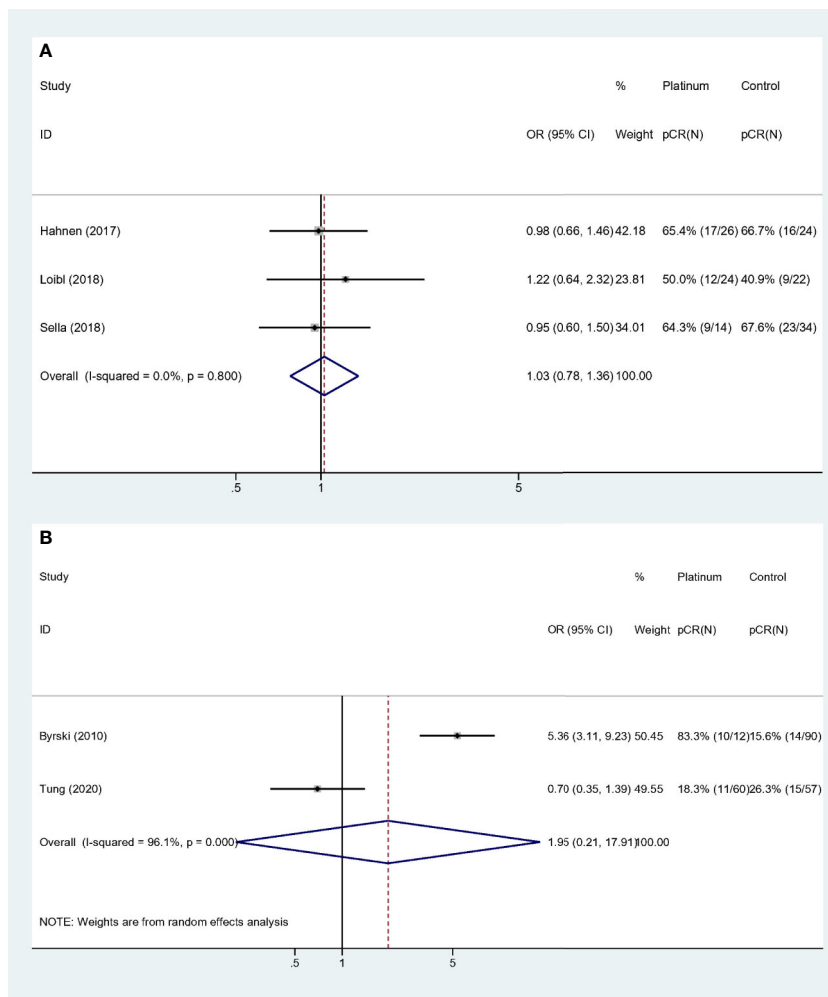 A
Study % Platinum Control
ID OR (95% CI) Weight pCR(N) pCR(N)
Hahnen (2017) 0.98 (0.66, 1.46) 42.18 65.4% (17/26) 66.7% (16/24)
Loibl (2018) 1.22 (0.64, 2.32) 23.81 50.0% (12/24) 40.9% (9/22)
Sella (2018) 0.95 (0.60, 1.50) 34.01 64.3% (9/14) 67.6% (23/34)
Overall (I-squared = 0.0%, p = 0.800) 1.03 (0.78, 1.36) 100.00
.5 1 5
B
Study % Platinum Control
ID OR (95% CI) Weight pCR(N) pCR(N)
Byrski (2010) 5.36 (3.11, 9.23) 50.45 83.3% (10/12) 15.6% (14/90)
Tung (2020) 0.70 (0.35, 1.39) 49.55 18.3% (11/60) 26.3% (15/57)
Overall (I-squared = 96.1%, p = 0.000) 1.95 (0.21, 17.91) 100.00
NOTE: Weights are from random effects analysis
.5 1 5